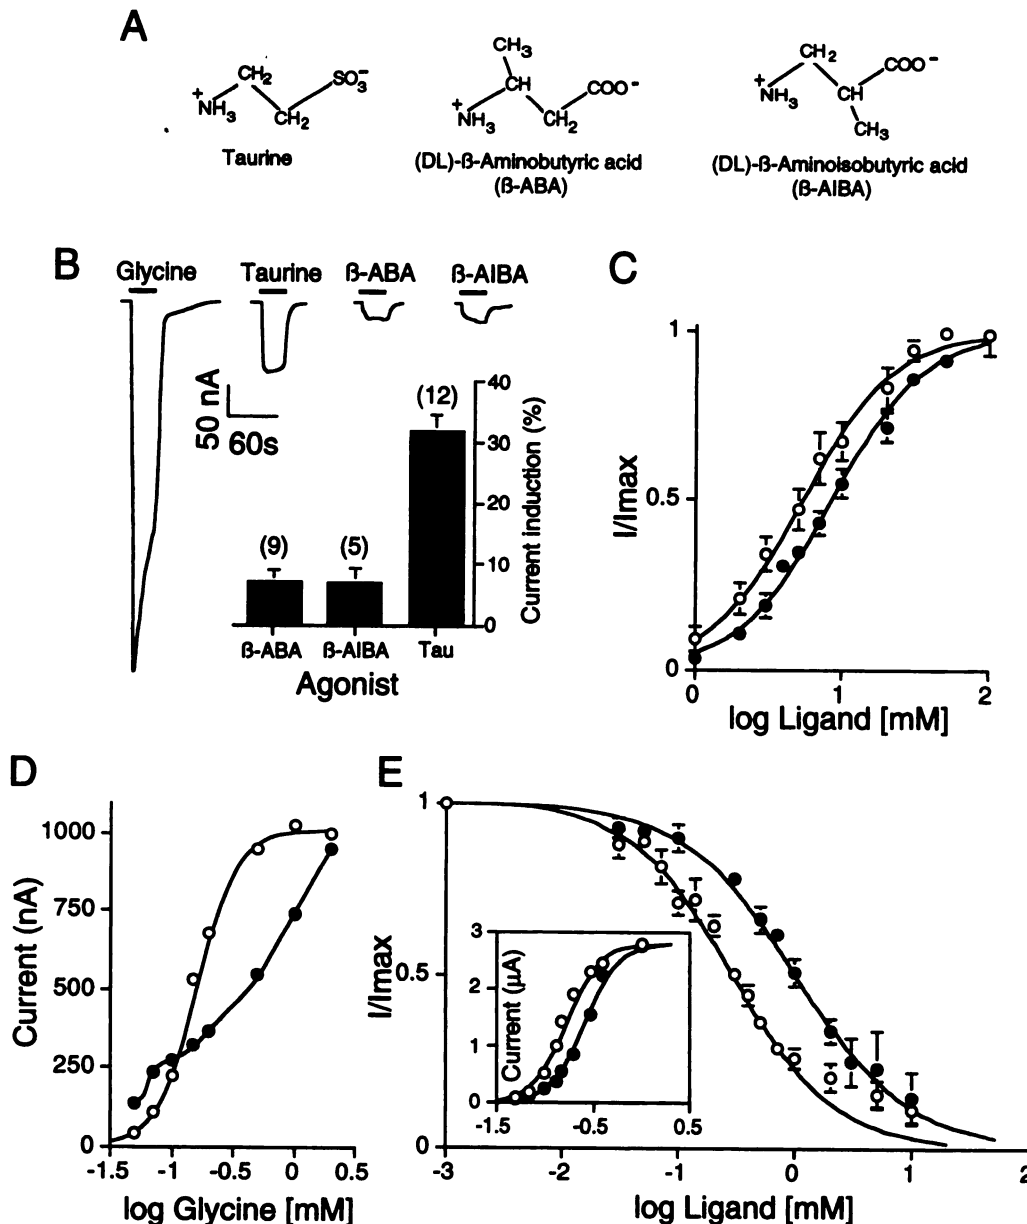 A
+
NH3
CH2
CH2
SO3-
Taurine
CH3
+
NH3
CH
CH2
COO-
(DL)-ß-Aminobutyric acid
(ß-ABA)
+
NH3
CH2
CH
COO-
CH3
(DL)-ß-Aminoisobutyric acid
(ß-AIBA)
B
Glycine
Taurine
ß-ABA
ß-AIBA
50 nA
60s
(9)
(5)
(12)
40
30
20
10
0
Current induction (%)
ß-ABA
ß-AIBA
Tau
Agonist
C
1
0.5
0
I/Imax
0
1
2
log Ligand [mM]
D
1000
750
500
250
0
Current (nA)
-1.5
-1
-0.5
0
0.5
log Glycine [mM]
E
1
0.5
0
I/Imax
3
2
1
0
Current (µA)
-1.5
-0.5
0.5
-3
-2
-1
0
1
2
log Ligand [mM]